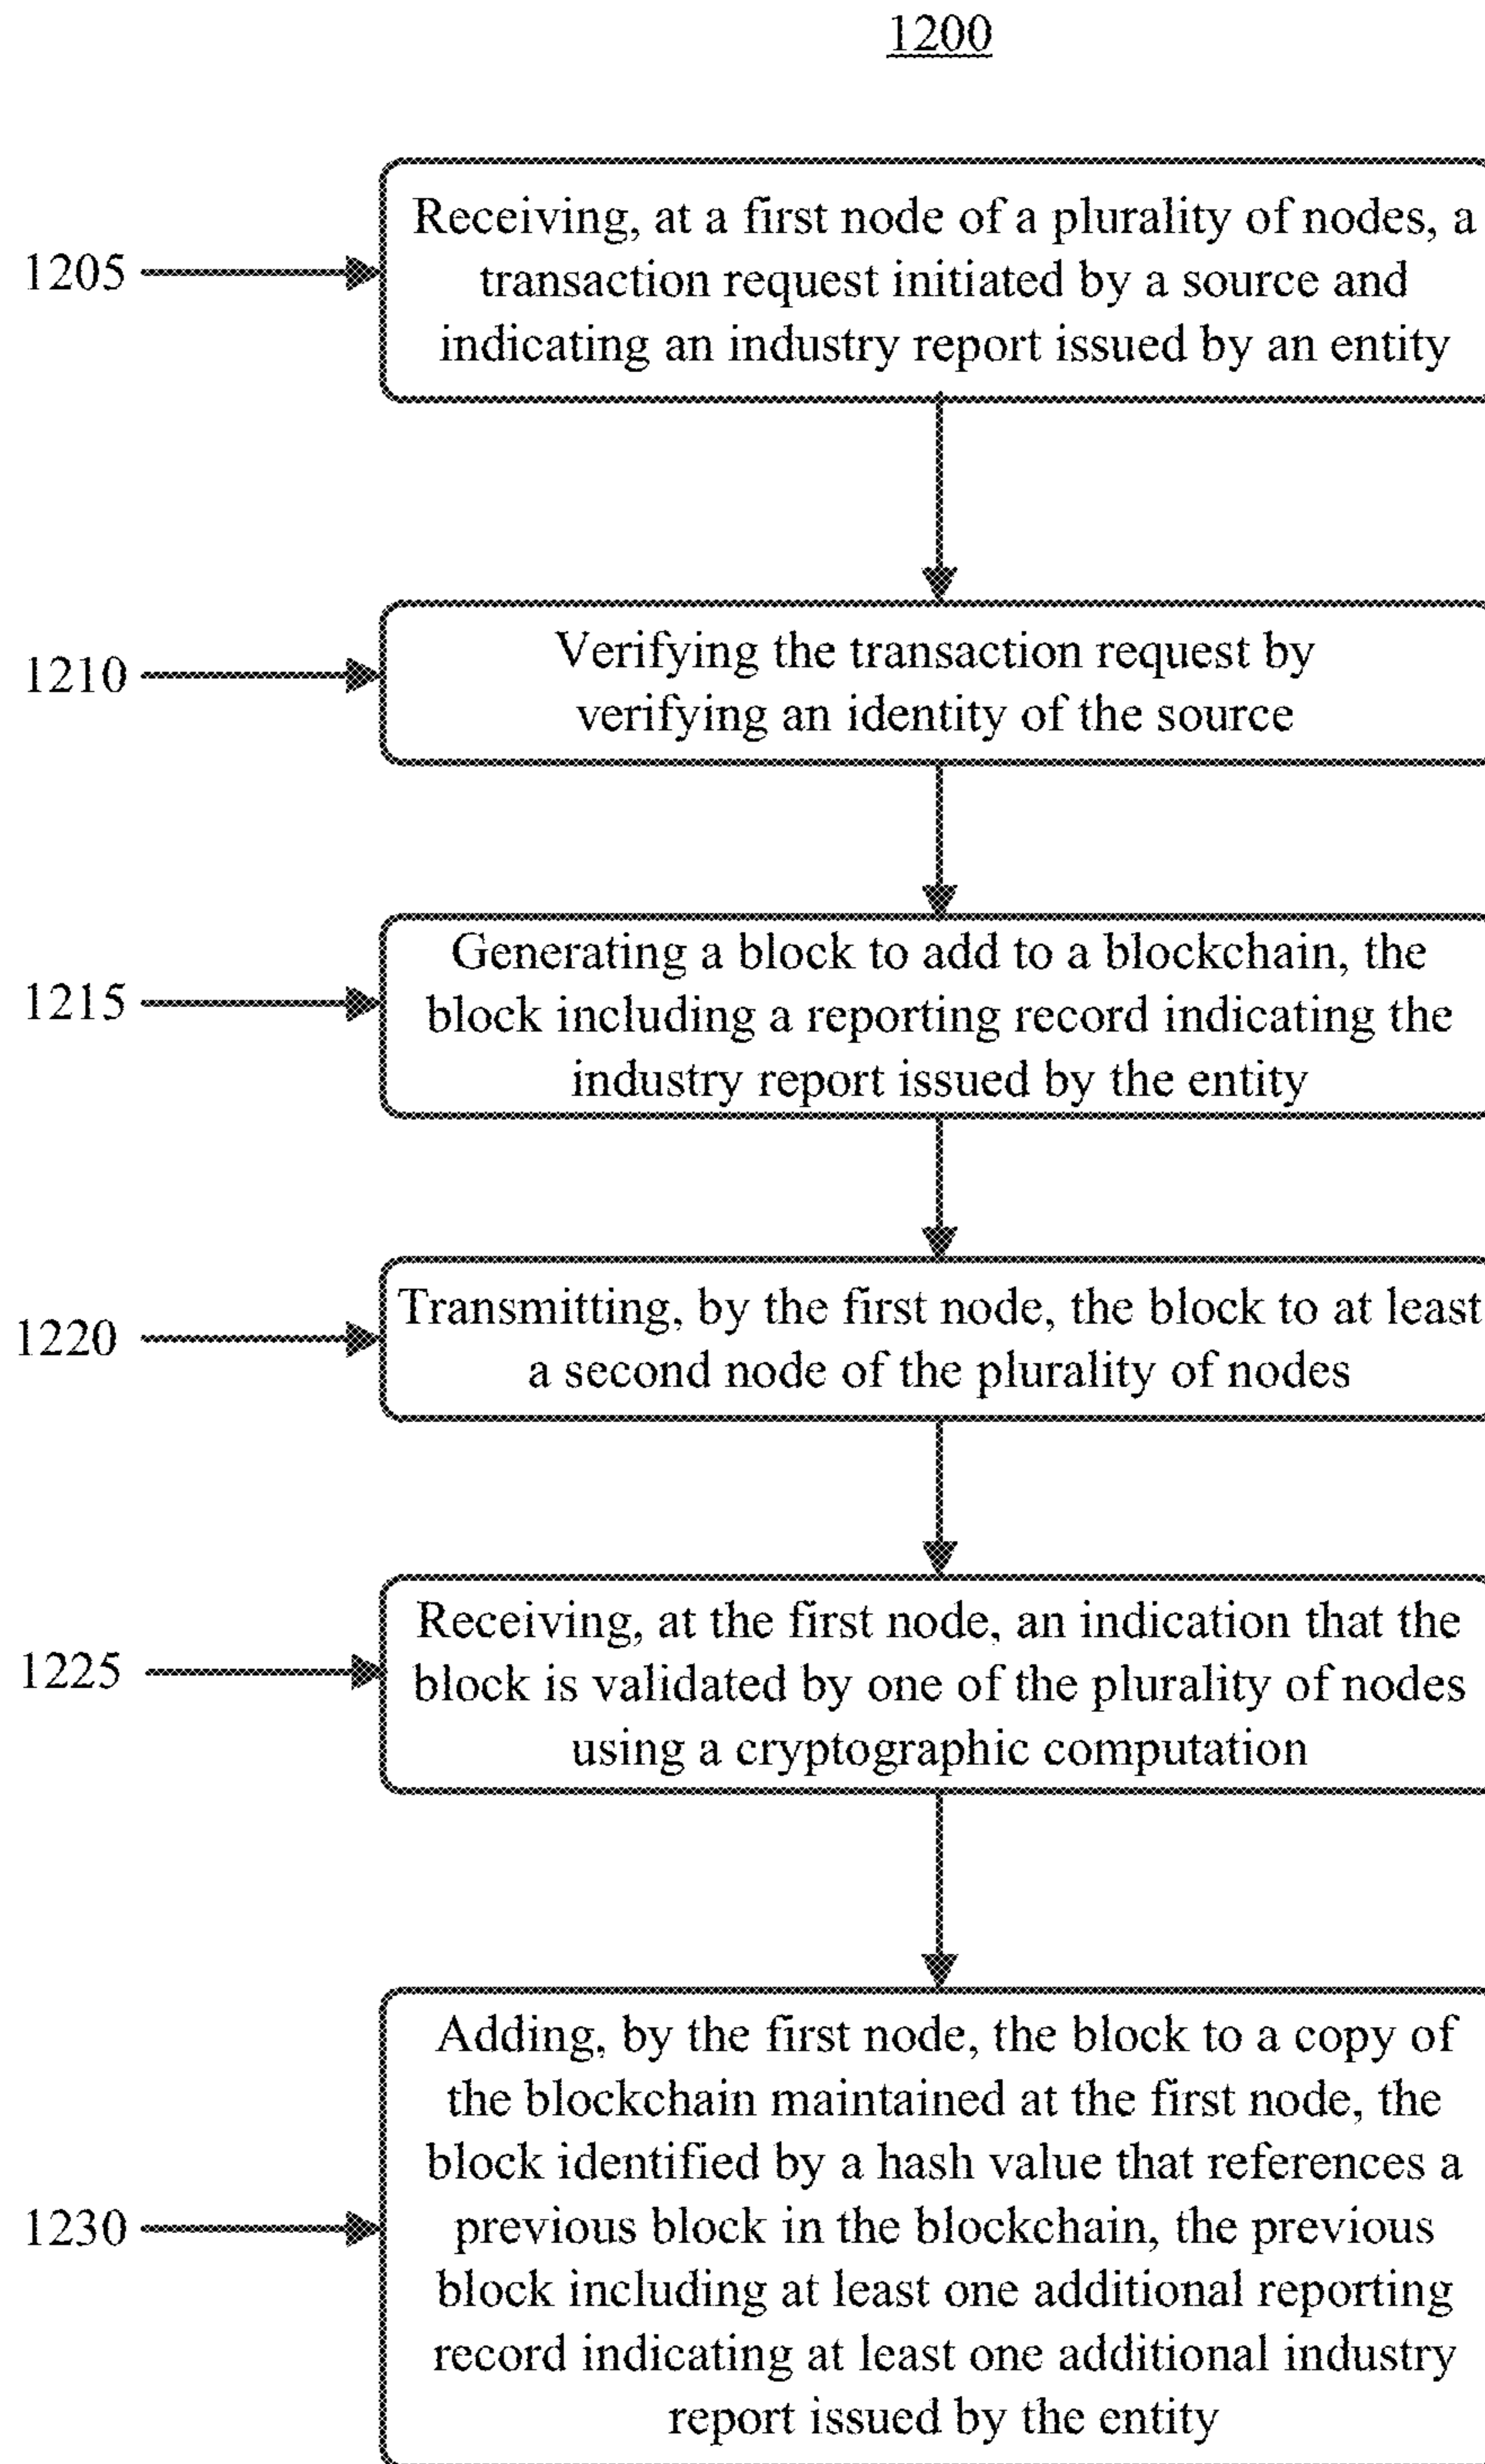 1200
1205
Receiving, at a first node of a plurality of nodes, a
transaction request initiated by a source and
indicating an industry report issued by an entity
1210
Verifying the transaction request by
verifying an identity of the source
1215
Generating a block to add to a blockchain, the
block including a reporting record indicating the
industry report issued by the entity
1220
Transmitting, by the first node, the block to at least
a second node of the plurality of nodes
1225
Receiving, at the first node, an indication that the
block is validated by one of the plurality of nodes
using a cryptographic computation
1230
Adding, by the first node, the block to a copy of
the blockchain maintained at the first node, the
block identified by a hash value that references a
previous block in the blockchain, the previous
block including at least one additional reporting
record indicating at least one additional industry
report issued by the entity